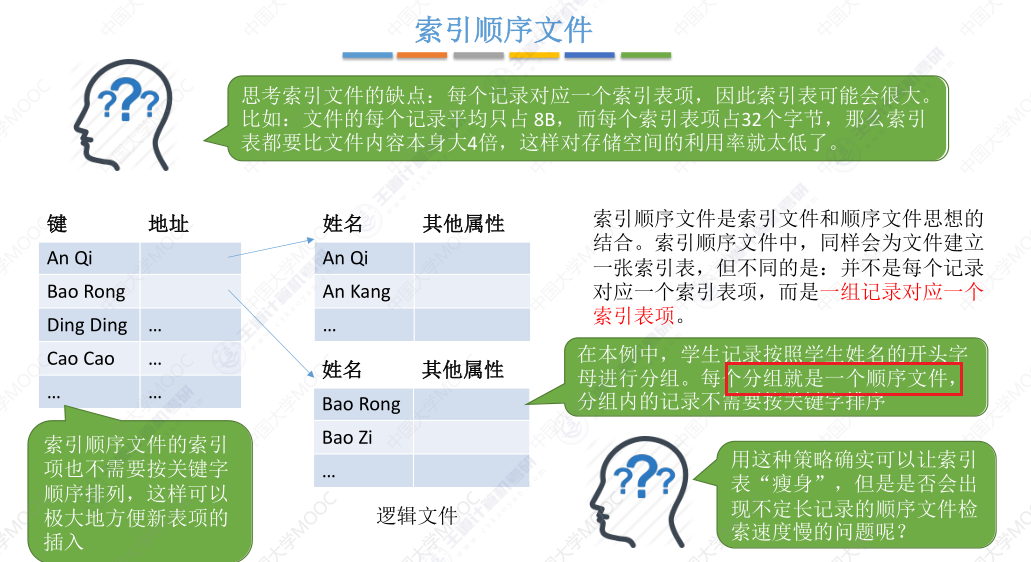 索引顺序文件
思考索引文件的缺点：每个记录对应一个索引表项，因此索引表可能会很大。
比如：文件的每个记录平均只占 8B，而每个索引表项占32个字节，那么索引
表都要比文件内容本身大4倍，这样对存储空间的利用率就太低了。
键 地址
An Qi
Bao Rong
Ding Ding …
Cao Cao …
… …
姓名 其他属性
An Qi
An Kang
…
姓名 其他属性
Bao Rong
Bao Zi
…
逻辑文件
索引顺序文件是索引文件和顺序文件思想的
结合。索引顺序文件中，同样会为文件建立
一张索引表，但不同的是：并不是每个记录
对应一个索引表项，而是一组记录对应一个
索引表项。
在本例中，学生记录按照学生姓名的开头字
母进行分组。每个分组就是一个顺序文件，
分组内的记录不需要按关键字排序
索引顺序文件的索引
项也不需要按关键字
顺序排列，这样可以
极大地方便新表项的
插入
用这种策略确实可以让索引
表“瘦身”，但是是否会出
现不定长记录的顺序文件检
索速度慢的问题呢？
???
???
中国大学MOOC